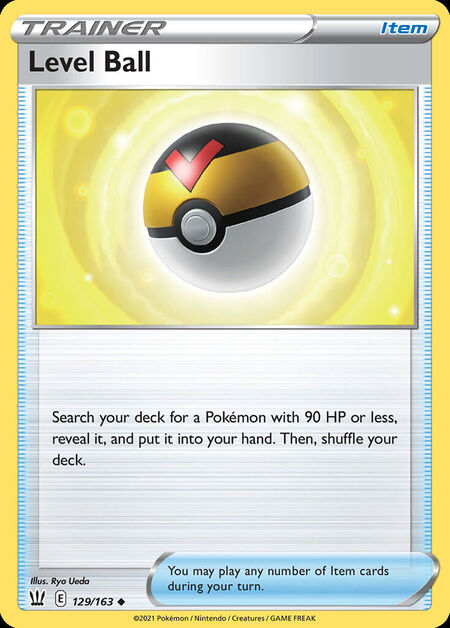 TRAINER
Item
Level Ball
Search your deck for a Pokémon with 90 HP or less,
reveal it, and put it into your hand. Then, shuffle your
deck.
Illus. Ryo Ueda
You may play any number of Item cards
during your turn.
E 129/163
©2021 Pokémon / Nintendo / Creatures / GAME FREAK